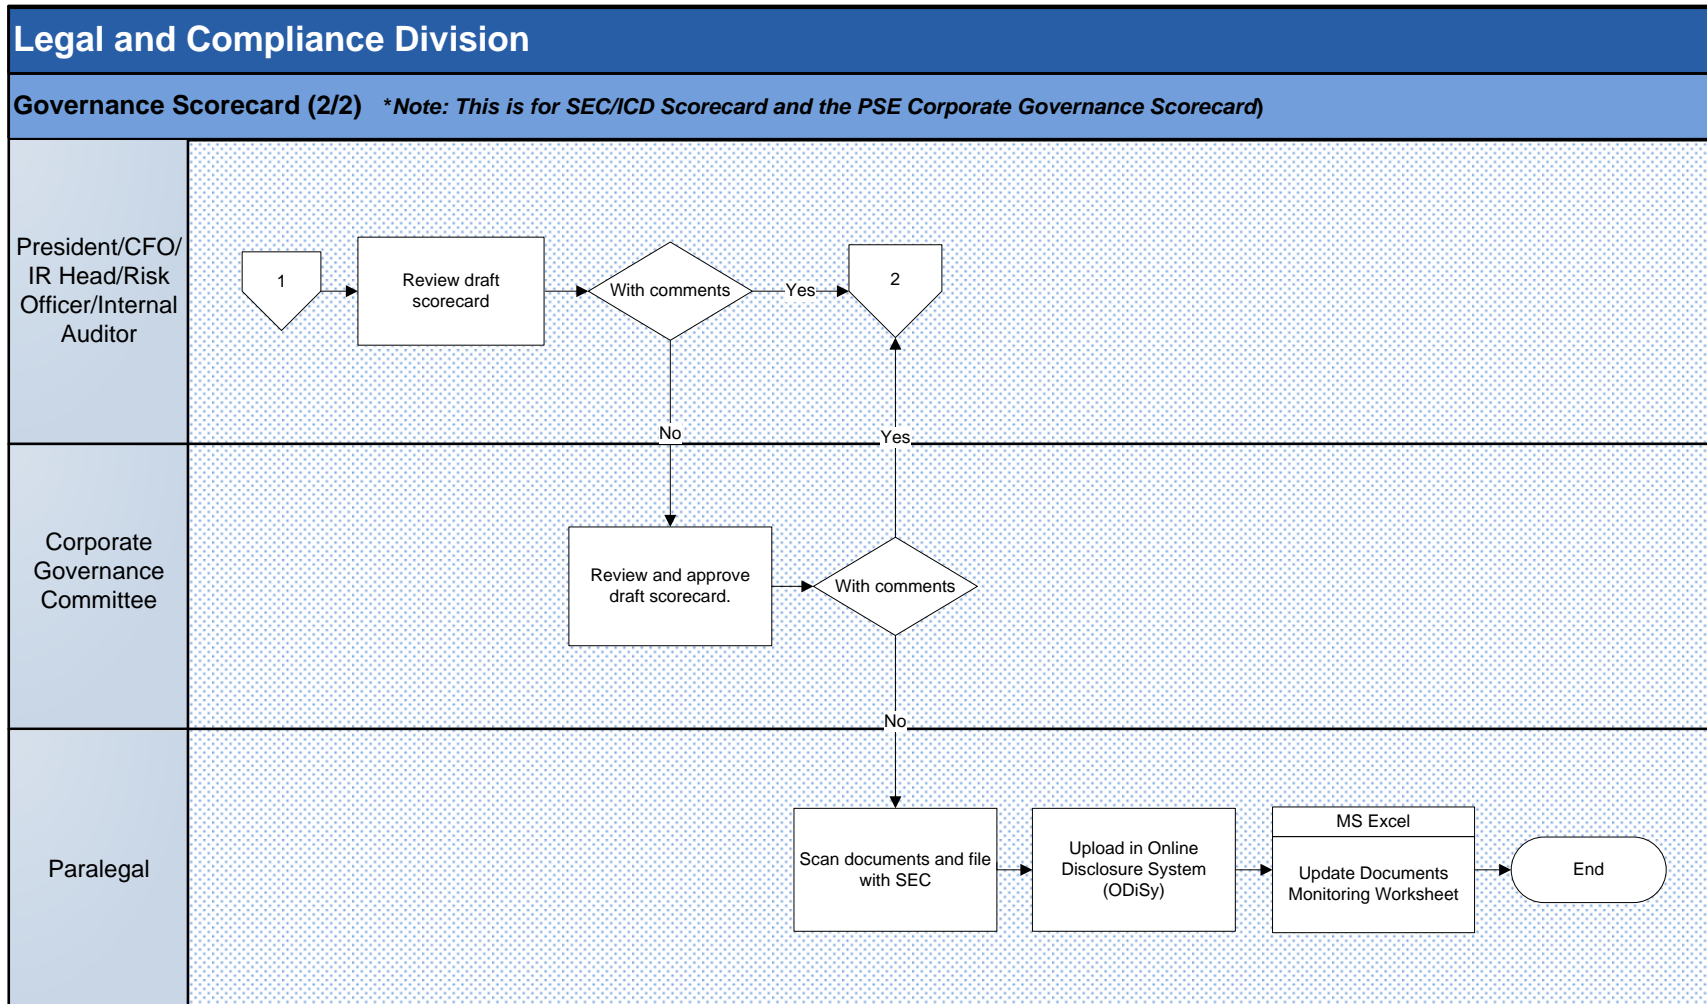 Legal and Compliance Division
Governance Scorecard (2/2) *Note: This is for SEC/ICD Scorecard and the PSE Corporate Governance Scorecard)
President/CFO/
IR Head/Risk
Officer/Internal
Auditor
1
Review draft
scorecard
With comments
Yes
2
No
Yes
Corporate
Governance
Committee
Review and approve
draft scorecard.
With comments
No
Paralegal
Scan documents and file
with SEC
Upload in Online
Disclosure System
(ODiSy)
MS Excel
Update Documents
Monitoring Worksheet
End